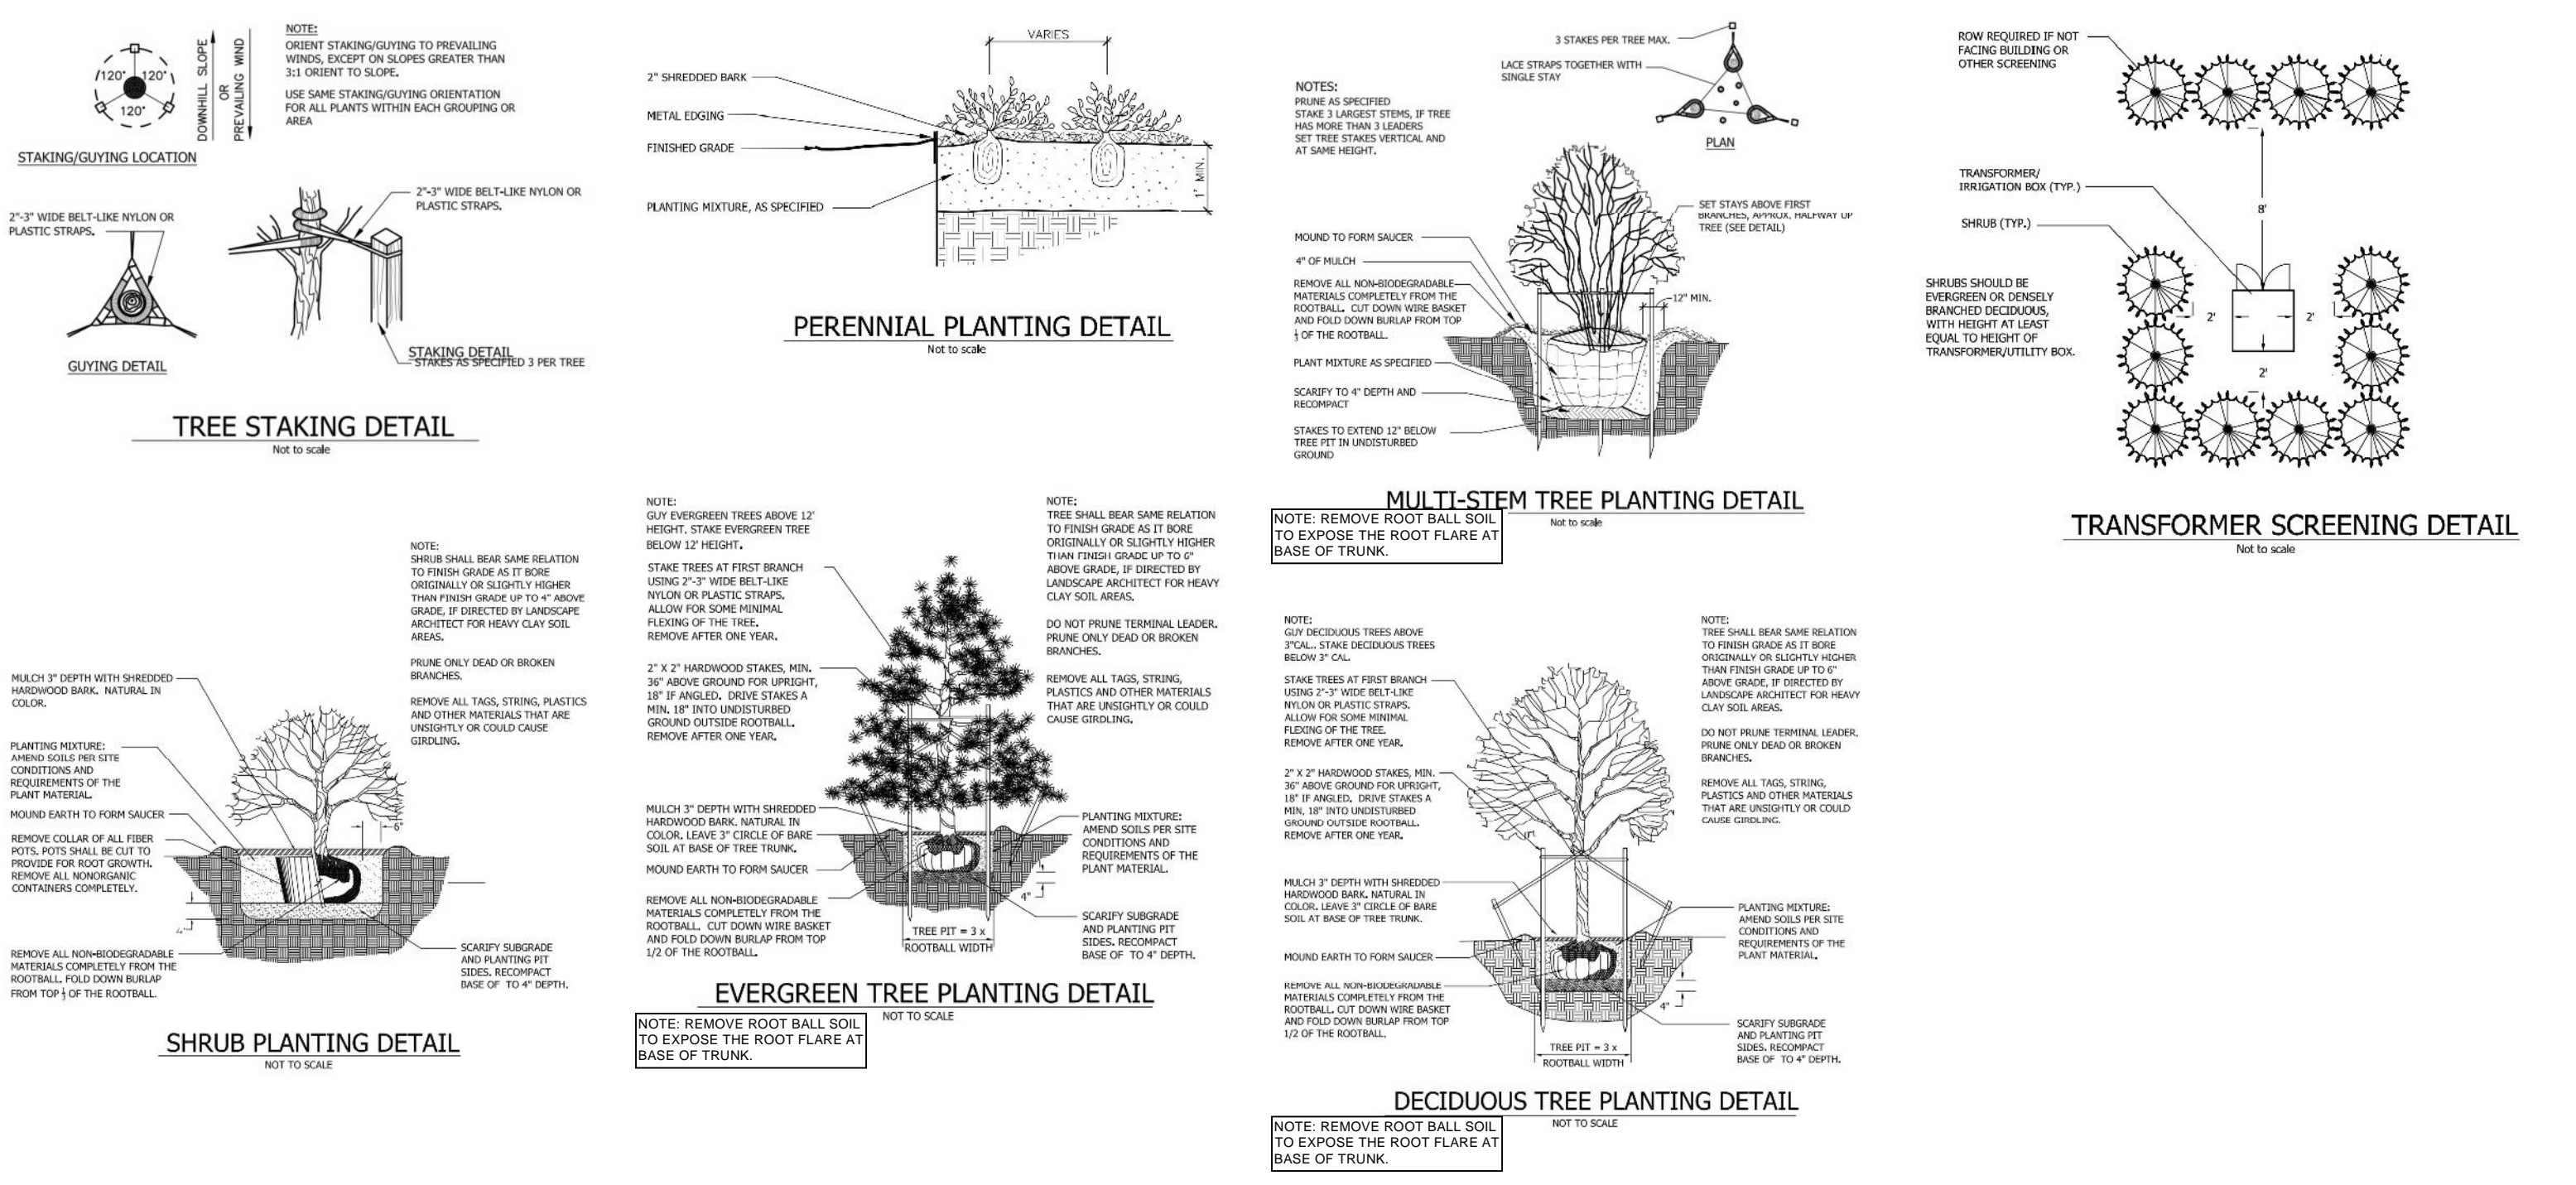 NOTE:
ORIENT STAKING/GUYING TO PREVAILING
WINDS, EXCEPT ON SLOPES GREATER THAN
3:1 ORIENT TO SLOPE.
USE SAME STAKING/GUYING ORIENTATION
FOR ALL PLANTS WITHIN EACH GROUPING OR
AREA
120°
120°
120°
DOWNHILL SLOPE
OR
PREVAILING WIND
STAKING/GUYING LOCATION
2"-3" WIDE BELT-LIKE NYLON OR
PLASTIC STRAPS.
2"-3" WIDE BELT-LIKE NYLON OR
PLASTIC STRAPS.
GUYING DETAIL
STAKING DETAIL
STAKES AS SPECIFIED 3 PER TREE
TREE STAKING DETAIL
Not to scale
VARIES
2" SHREDDED BARK
METAL EDGING
FINISHED GRADE
PLANTING MIXTURE, AS SPECIFIED
1' MIN.
PERENNIAL PLANTING DETAIL
Not to scale
3 STAKES PER TREE MAX.
LACE STRAPS TOGETHER WITH
SINGLE STAY
PLAN
NOTES:
PRUNE AS SPECIFIED
STAKE 3 LARGEST STEMS, IF TREE
HAS MORE THAN 3 LEADERS
SET TREE STAKES VERTICAL AND
AT SAME HEIGHT.
SET STAYS ABOVE FIRST
BRANCHES, APPROX. HALFWAY UP
TREE (SEE DETAIL)
MOUND TO FORM SAUCER
4" OF MULCH
REMOVE ALL NON-BIODEGRADABLE
MATERIALS COMPLETELY FROM THE
ROOTBALL. CUT DOWN WIRE BASKET
AND FOLD DOWN BURLAP FROM TOP
⅓ OF THE ROOTBALL.
12" MIN.
PLANT MIXTURE AS SPECIFIED
SCARIFY TO 4" DEPTH AND
RECOMPACT
STAKES TO EXTEND 12" BELOW
TREE PIT IN UNDISTURBED
GROUND
MULTI-STEM TREE PLANTING DETAIL
Not to scale
NOTE: REMOVE ROOT BALL SOIL
TO EXPOSE THE ROOT FLARE AT
BASE OF TRUNK.
ROW REQUIRED IF NOT
FACING BUILDING OR
OTHER SCREENING
TRANSFORMER/
IRRIGATION BOX (TYP.)
SHRUB (TYP.)
SHRUBS SHOULD BE
EVERGREEN OR DENSELY
BRANCHED DECIDUOUS,
WITH HEIGHT AT LEAST
EQUAL TO HEIGHT OF
TRANSFORMER/UTILITY BOX.
8'
2'
2'
2'
TRANSFORMER SCREENING DETAIL
Not to scale
NOTE:
SHRUB SHALL BEAR SAME RELATION
TO FINISH GRADE AS IT BORE
ORIGINALLY OR SLIGHTLY HIGHER
THAN FINISH GRADE UP TO 4" ABOVE
GRADE, IF DIRECTED BY LANDSCAPE
ARCHITECT FOR HEAVY CLAY SOIL
AREAS.
PRUNE ONLY DEAD OR BROKEN
BRANCHES.
REMOVE ALL TAGS, STRING, PLASTICS
AND OTHER MATERIALS THAT ARE
UNSIGHTLY OR COULD CAUSE
GIRDLING.
MULCH 3" DEPTH WITH SHREDDED
HARDWOOD BARK. NATURAL IN
COLOR.
PLANTING MIXTURE:
AMEND SOILS PER SITE
CONDITIONS AND
REQUIREMENTS OF THE
PLANT MATERIAL.
MOUND EARTH TO FORM SAUCER
REMOVE COLLAR OF ALL FIBER
POTS. POTS SHALL BE CUT TO
PROVIDE FOR ROOT GROWTH.
REMOVE ALL NONORGANIC
CONTAINERS COMPLETELY.
6"
4"
REMOVE ALL NON-BIODEGRADABLE
MATERIALS COMPLETELY FROM THE
ROOTBALL. FOLD DOWN BURLAP
FROM TOP ⅓ OF THE ROOTBALL.
SCARIFY SUBGRADE
AND PLANTING PIT
SIDES. RECOMPACT
BASE OF TO 4" DEPTH.
SHRUB PLANTING DETAIL
NOT TO SCALE
NOTE:
GUY EVERGREEN TREES ABOVE 12'
HEIGHT. STAKE EVERGREEN TREE
BELOW 12' HEIGHT.
STAKE TREES AT FIRST BRANCH
USING 2"-3" WIDE BELT-LIKE
NYLON OR PLASTIC STRAPS.
ALLOW FOR SOME MINIMAL
FLEXING OF THE TREE.
REMOVE AFTER ONE YEAR.
2" X 2" HARDWOOD STAKES, MIN.
36" ABOVE GROUND FOR UPRIGHT,
18" IF ANGLED. DRIVE STAKES A
MIN. 18" INTO UNDISTURBED
GROUND OUTSIDE ROOTBALL.
REMOVE AFTER ONE YEAR.
MULCH 3" DEPTH WITH SHREDDED
HARDWOOD BARK. NATURAL IN
COLOR. LEAVE 3" CIRCLE OF BARE
SOIL AT BASE OF TREE TRUNK.
MOUND EARTH TO FORM SAUCER
REMOVE ALL NON-BIODEGRADABLE
MATERIALS COMPLETELY FROM THE
ROOTBALL. CUT DOWN WIRE BASKET
AND FOLD DOWN BURLAP FROM TOP
1/2 OF THE ROOTBALL.
NOTE:
TREE SHALL BEAR SAME RELATION
TO FINISH GRADE AS IT BORE
ORIGINALLY OR SLIGHTLY HIGHER
THAN FINISH GRADE UP TO 6"
ABOVE GRADE, IF DIRECTED BY
LANDSCAPE ARCHITECT FOR HEAVY
CLAY SOIL AREAS.
DO NOT PRUNE TERMINAL LEADER.
PRUNE ONLY DEAD OR BROKEN
BRANCHES.
REMOVE ALL TAGS, STRING,
PLASTICS AND OTHER MATERIALS
THAT ARE UNSIGHTLY OR COULD
CAUSE GIRDLING.
PLANTING MIXTURE:
AMEND SOILS PER SITE
CONDITIONS AND
REQUIREMENTS OF THE
PLANT MATERIAL.
4"
SCARIFY SUBGRADE
AND PLANTING PIT
SIDES. RECOMPACT
BASE OF TO 4" DEPTH.
TREE PIT = 3 x
ROOTBALL WIDTH
EVERGREEN TREE PLANTING DETAIL
NOT TO SCALE
NOTE: REMOVE ROOT BALL SOIL
TO EXPOSE THE ROOT FLARE AT
BASE OF TRUNK.
NOTE:
GUY DECIDUOUS TREES ABOVE
3"CAL.. STAKE DECIDUOUS TREES
BELOW 3" CAL.
STAKE TREES AT FIRST BRANCH
USING 2"-3" WIDE BELT-LIKE
NYLON OR PLASTIC STRAPS.
ALLOW FOR SOME MINIMAL
FLEXING OF THE TREE.
REMOVE AFTER ONE YEAR.
2" X 2" HARDWOOD STAKES, MIN.
36" ABOVE GROUND FOR UPRIGHT,
18" IF ANGLED. DRIVE STAKES A
MIN. 18" INTO UNDISTURBED
GROUND OUTSIDE ROOTBALL.
REMOVE AFTER ONE YEAR.
MULCH 3" DEPTH WITH SHREDDED
HARDWOOD BARK. NATURAL IN
COLOR. LEAVE 3" CIRCLE OF BARE
SOIL AT BASE OF TREE TRUNK.
MOUND EARTH TO FORM SAUCER
REMOVE ALL NON-BIODEGRADABLE
MATERIALS COMPLETELY FROM THE
ROOTBALL. CUT DOWN WIRE BASKET
AND FOLD DOWN BURLAP FROM TOP
1/2 OF THE ROOTBALL.
NOTE:
TREE SHALL BEAR SAME RELATION
TO FINISH GRADE AS IT BORE
ORIGINALLY OR SLIGHTLY HIGHER
THAN FINISH GRADE UP TO 6"
ABOVE GRADE, IF DIRECTED BY
LANDSCAPE ARCHITECT FOR HEAVY
CLAY SOIL AREAS.
DO NOT PRUNE TERMINAL LEADER.
PRUNE ONLY DEAD OR BROKEN
BRANCHES.
REMOVE ALL TAGS, STRING,
PLASTICS AND OTHER MATERIALS
THAT ARE UNSIGHTLY OR COULD
CAUSE GIRDLING.
PLANTING MIXTURE:
AMEND SOILS PER SITE
CONDITIONS AND
REQUIREMENTS OF THE
PLANT MATERIAL.
4"
SCARIFY SUBGRADE
AND PLANTING PIT
SIDES. RECOMPACT
BASE OF TO 4" DEPTH.
TREE PIT = 3 x
ROOTBALL WIDTH
DECIDUOUS TREE PLANTING DETAIL
NOT TO SCALE
NOTE: REMOVE ROOT BALL SOIL
TO EXPOSE THE ROOT FLARE AT
BASE OF TRUNK.